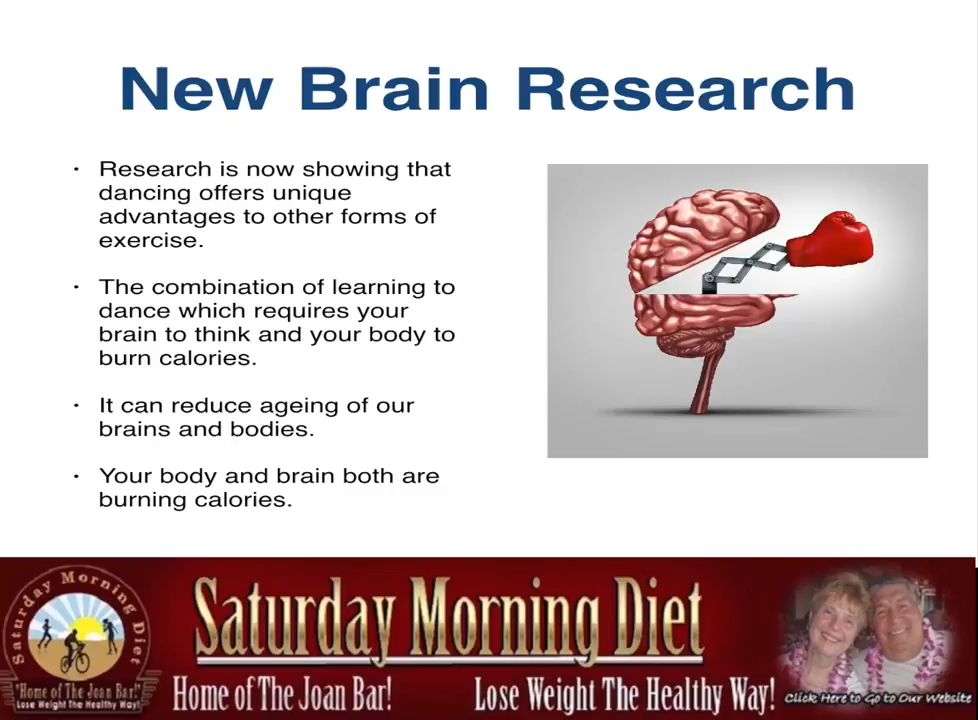 New Brain Research
· Research is now showing that
dancing offers unique
advantages to other forms of
exercise.
· The combination of learning to
dance which requires your
brain to think and your body to
burn calories.
· It can reduce ageing of our
brains and bodies.
· Your body and brain both are
burning calories.
Saturday Morning Diet
"Home of The Joan Bar!"
Lose Weight The Healthy Way!
Saturday Morning Diet
Home of The Joan Bar!
Lose Weight The Healthy Way!
Click Here to Go to Our Website